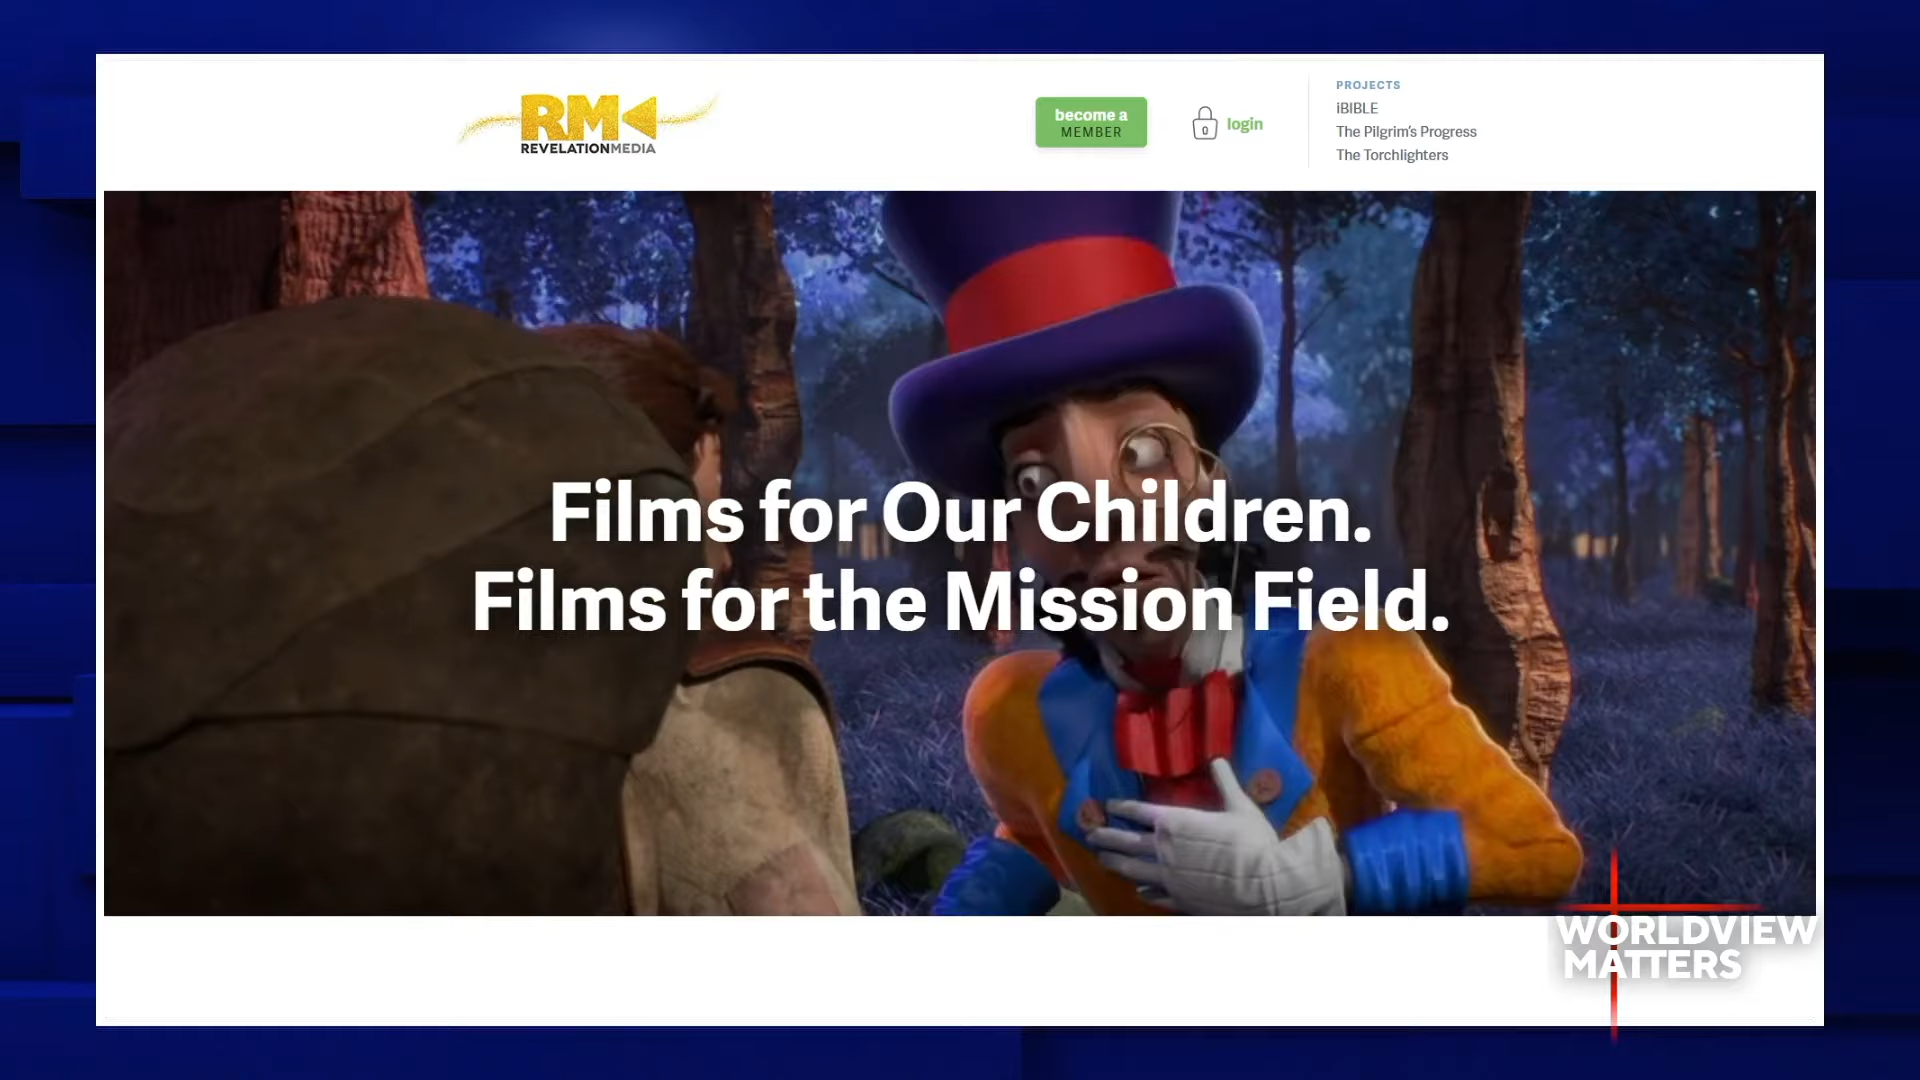 RM
REVELATIONMEDIA
become a
MEMBER
login
PROJECTS
iBIBLE
The Pilgrim's Progress
The Torchlighters
Films for Our Children.
Films for the Mission Field.
WORLDVIEW
MATTERS